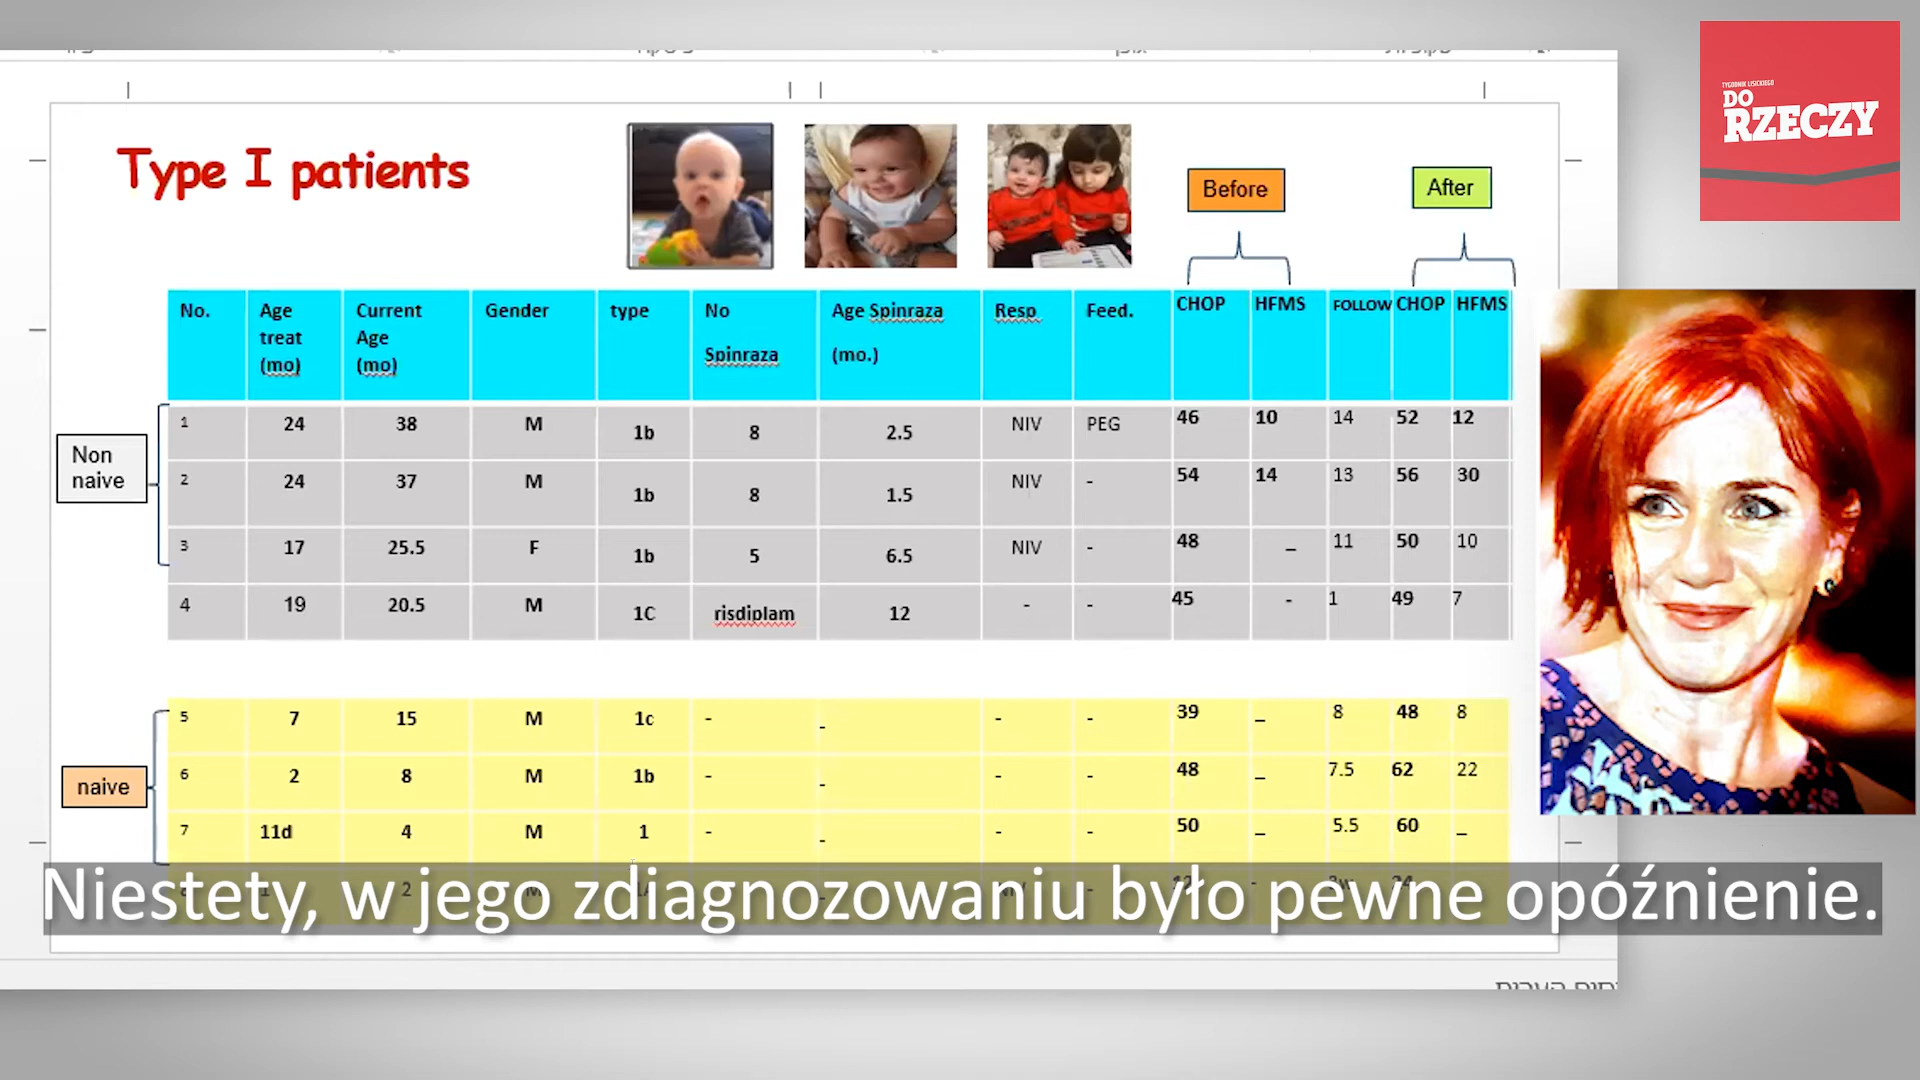 TYGODNIK LISICKIEGO
DO
RZECZY
Type I patients
Before
After
No. Age treat (mo) Current Age (mo) Gender type No Spinraza Age Spinraza (mo.) Resp Feed. CHOP HFMS FOLLOW CHOP HFMS
Non
naive
1 24 38 M 1b 8 2.5 NIV PEG 46 10 14 52 12
2 24 37 M 1b 8 1.5 NIV - 54 14 13 56 30
3 17 25.5 F 1b 5 6.5 NIV - 48 _ 11 50 10
4 19 20.5 M 1C risdiplam 12 - - 45 - 1 49 7
naive
5 7 15 M 1c - - - - 39 _ 8 48 8
6 2 8 M 1b - - - - 48 _ 7.5 62 22
7 11d 4 M 1 - - - - 50 _ 5.5 60 _
Niestety, w jego zdiagnozowaniu było pewne opóźnienie.